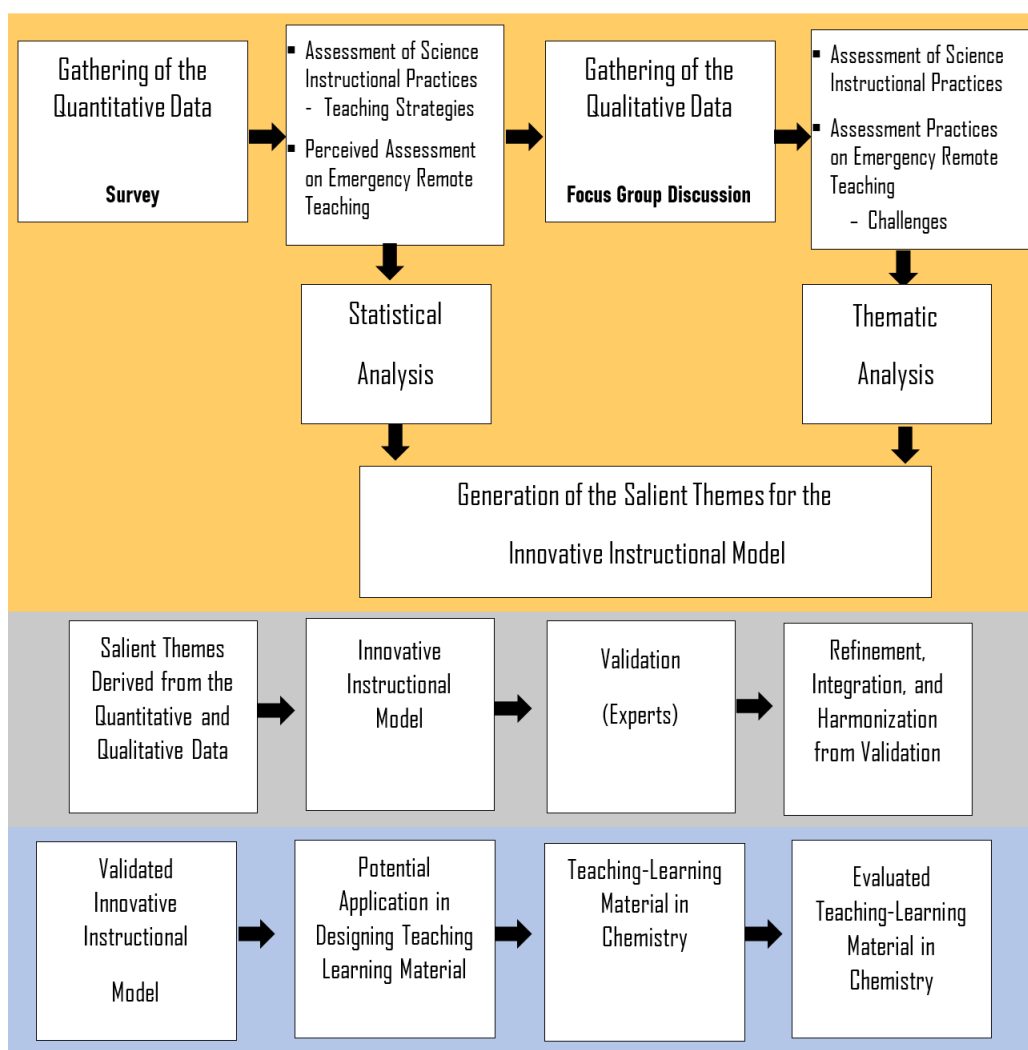 Gathering of the
Quantitative Data
Survey
▪ Assessment of Science
Instructional Practices
- Teaching Strategies
▪ Perceived Assessment
on Emergency Remote
Teaching
Gathering of the
Qualitative Data
Focus Group Discussion
▪ Assessment of Science
Instructional Practices
▪ Assessment Practices
on Emergency Remote
Teaching
- Challenges
Statistical
Analysis
Thematic
Analysis
Generation of the Salient Themes for the
Innovative Instructional Model
Salient Themes
Derived from the
Quantitative and
Qualitative Data
Innovative
Instructional
Model
Validation
(Experts)
Refinement,
Integration, and
Harmonization
from Validation
Validated
Innovative
Instructional
Model
Potential
Application in
Designing Teaching
Learning Material
Teaching-Learning
Material in
Chemistry
Evaluated
Teaching-Learning
Material in
Chemistry